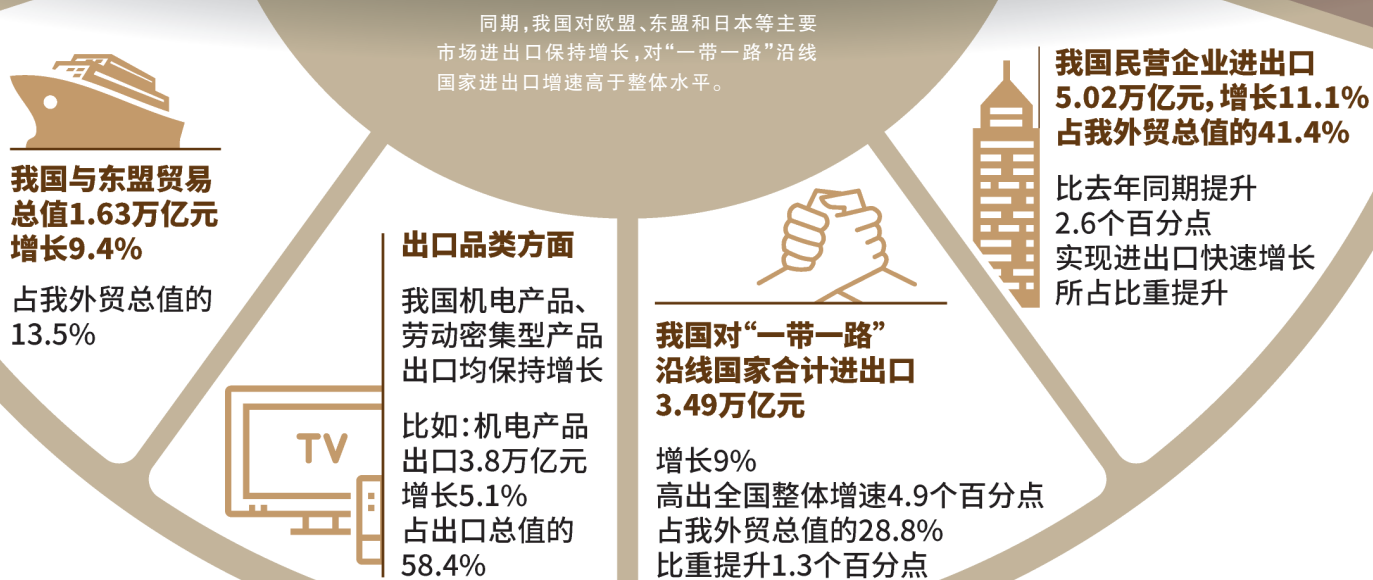 同期,我国对欧盟、东盟和日本等主要
市场进出口保持增长,对“一带一路”沿线
国家进出口增速高于整体水平。
我国与东盟贸易
总值1.63万亿元
增长9.4%
占我外贸总值的
13.5%
TV
出口品类方面
我国机电产品、
劳动密集型产品
出口均保持增长
比如:机电产品
出口3.8万亿元
增长5.1%
占出口总值的
58.4%
我国对“一带一路”
沿线国家合计进出口
3.49万亿元
增长9%
高出全国整体增速4.9个百分点
占我外贸总值的28.8%
比重提升1.3个百分点
我国民营企业进出口
5.02万亿元,增长11.1%
占我外贸总值的41.4%
比去年同期提升
2.6个百分点
实现进出口快速增长
所占比重提升